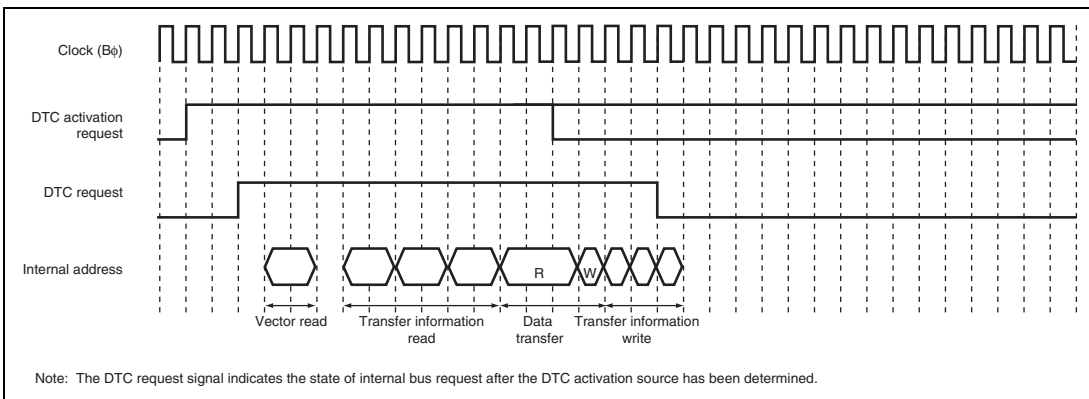 Clock (Bϕ)
DTC activation
request
DTC request
Internal address
R
W
Vector read
Transfer information
read
Data
transfer
Transfer information
write
Note: The DTC request signal indicates the state of internal bus request after the DTC activation source has been determined.